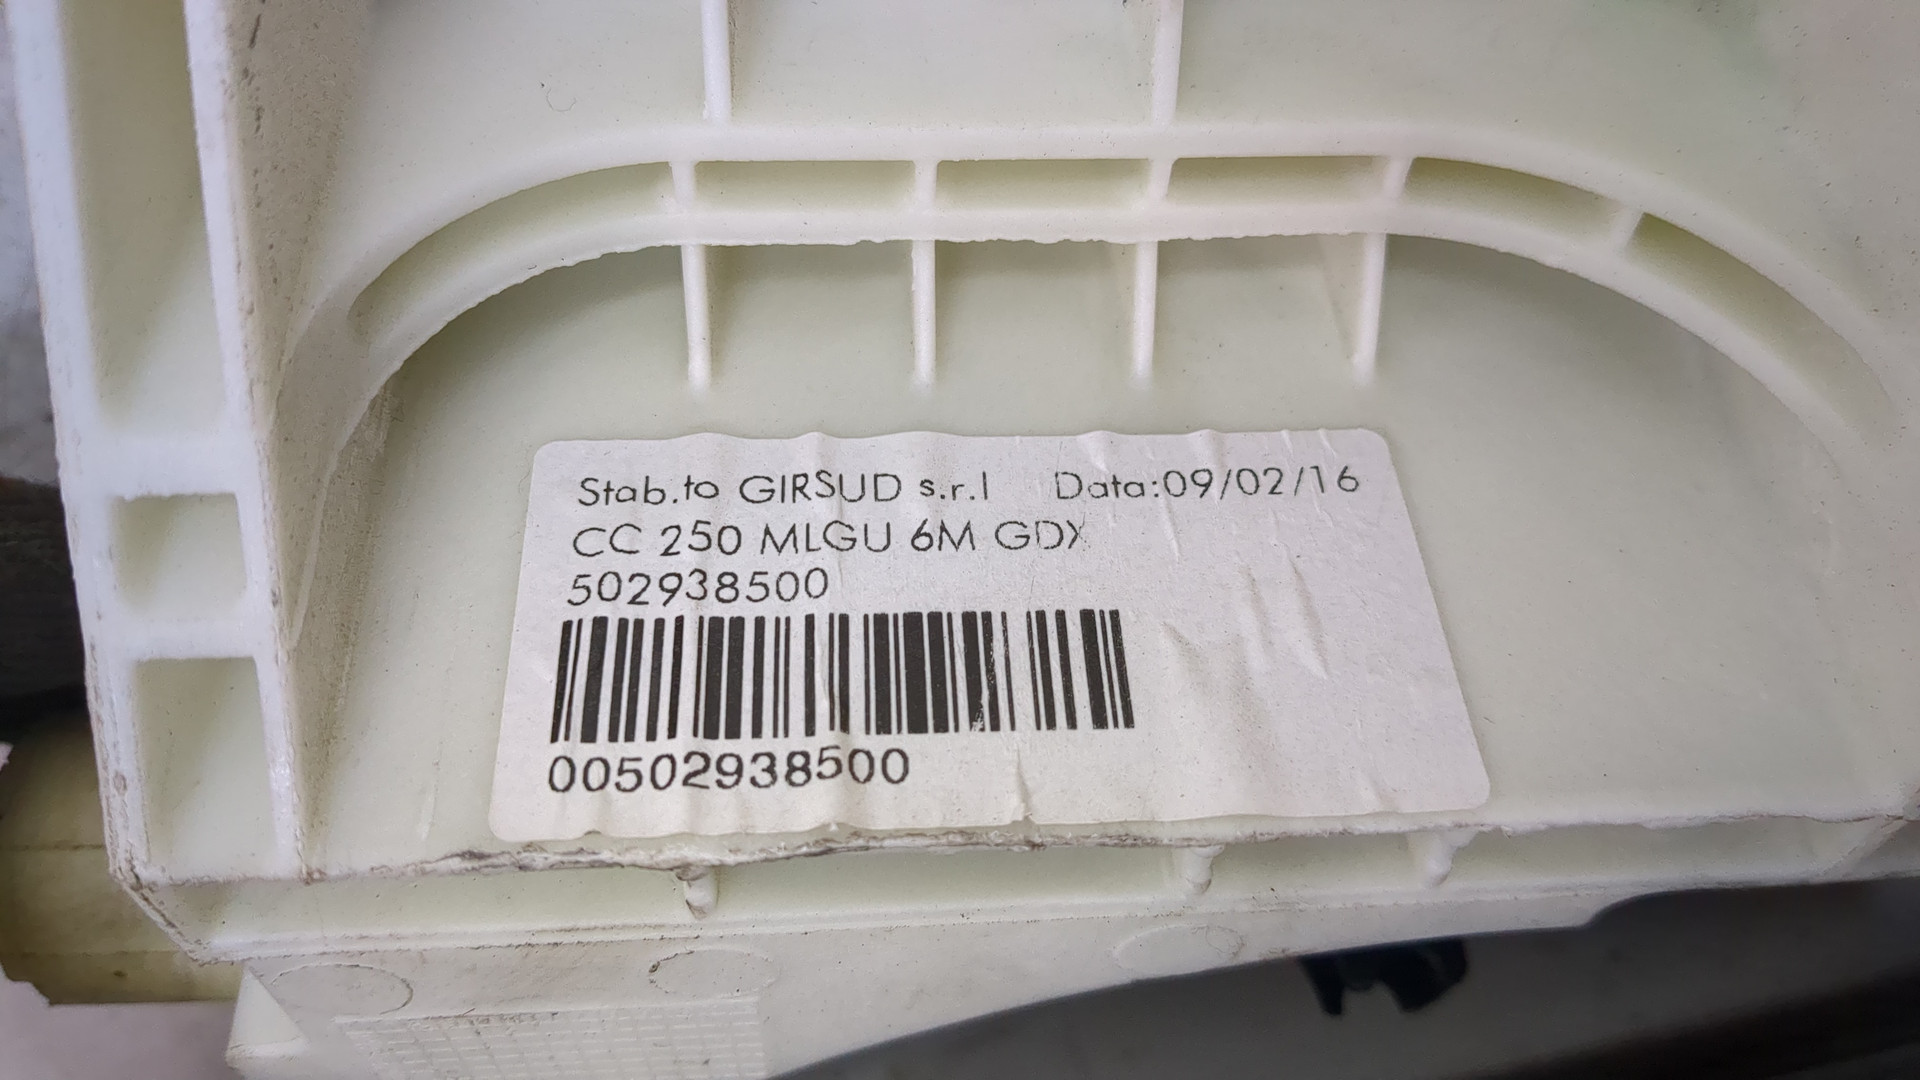 Stab.to GIRSUD s.r.l Data:09/02/16
CC 250 MLGU 6M GDX
502938500
00502938500